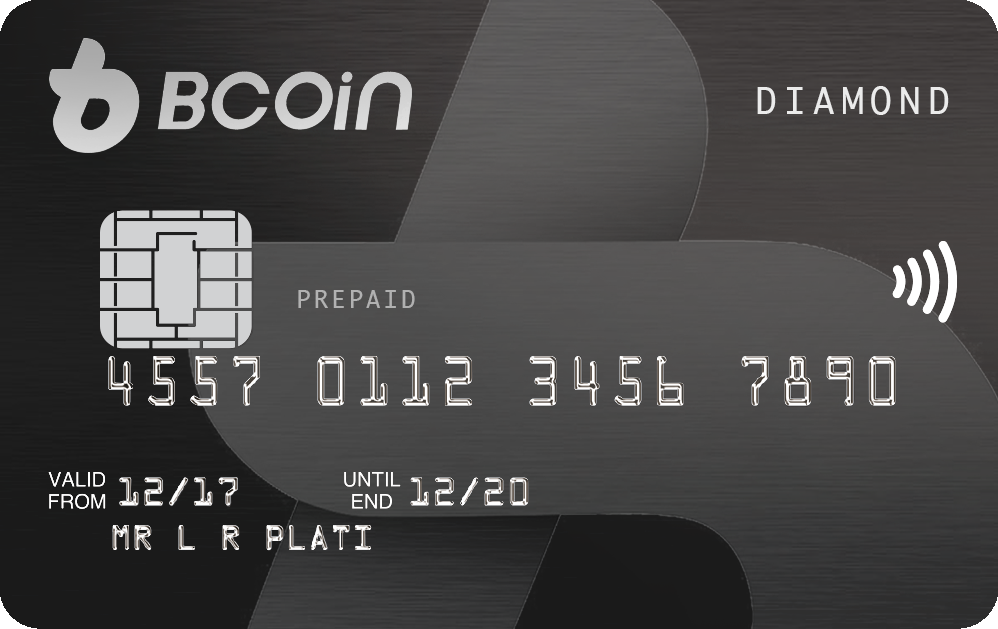 BCOiN
DIAMOND
PREPAID
4557 0112 3456 7890
VALID FROM 12/17 UNTIL END 12/20
MR L R PLATI